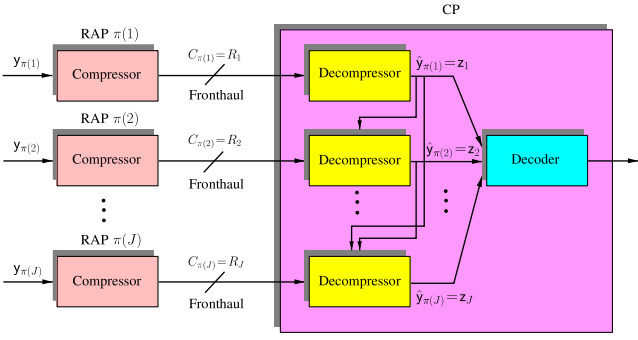 CP
RAP π(1)
y_π(1)
Compressor
C_π(1)=R_1
Fronthaul
Decompressor
ŷ_π(1)=z_1
RAP π(2)
y_π(2)
Compressor
C_π(2)=R_2
Fronthaul
Decompressor
ŷ_π(2)=z_2
Decoder
RAP π(J)
y_π(J)
Compressor
C_π(J)=R_J
Fronthaul
Decompressor
ŷ_π(J)=z_J